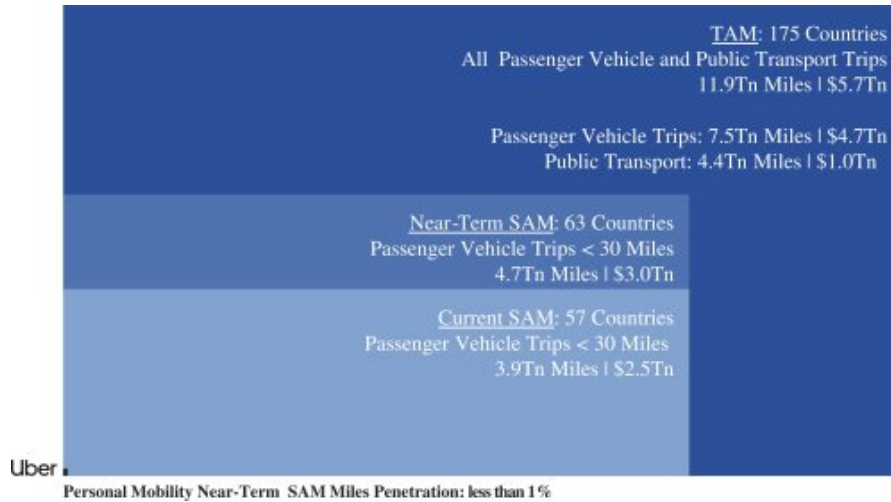 TAM: 175 Countries
All Passenger Vehicle and Public Transport Trips
11.9Tn Miles | $5.7Tn
Passenger Vehicle Trips: 7.5Tn Miles | $4.7Tn
Public Transport: 4.4Tn Miles | $1.0Tn
Near-Term SAM: 63 Countries
Passenger Vehicle Trips < 30 Miles
4.7Tn Miles | $3.0Tn
Current SAM: 57 Countries
Passenger Vehicle Trips < 30 Miles
3.9Tn Miles | $2.5Tn
Uber
Personal Mobility Near-Term SAM Miles Penetration: less than 1%